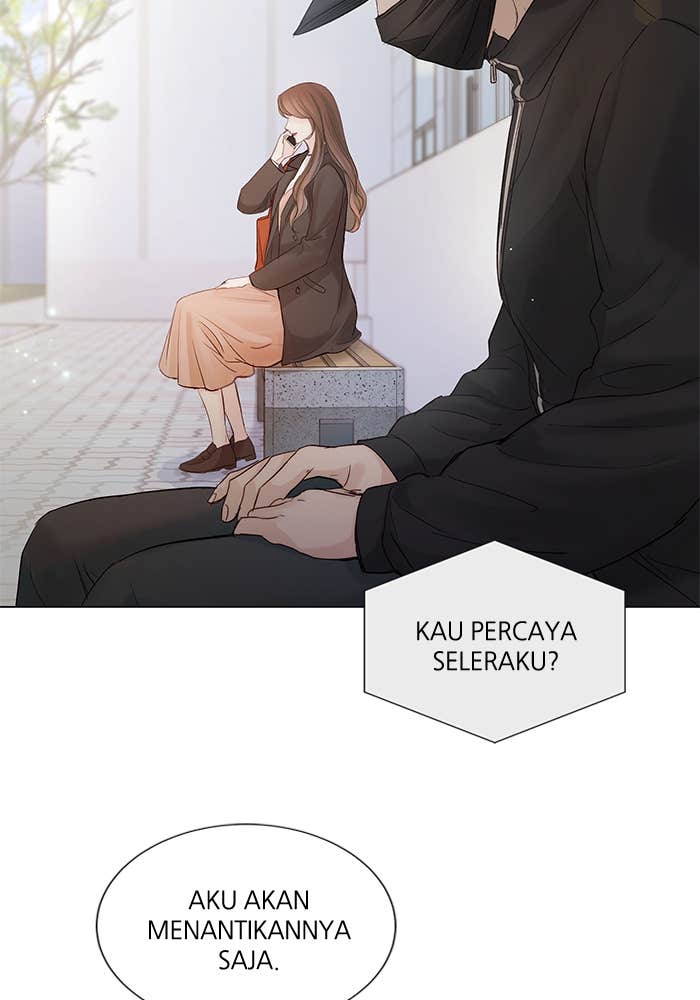 KAU PERCAYA
SELERAKU?
AKU AKAN
MENANTIKANNYA
SAJA.